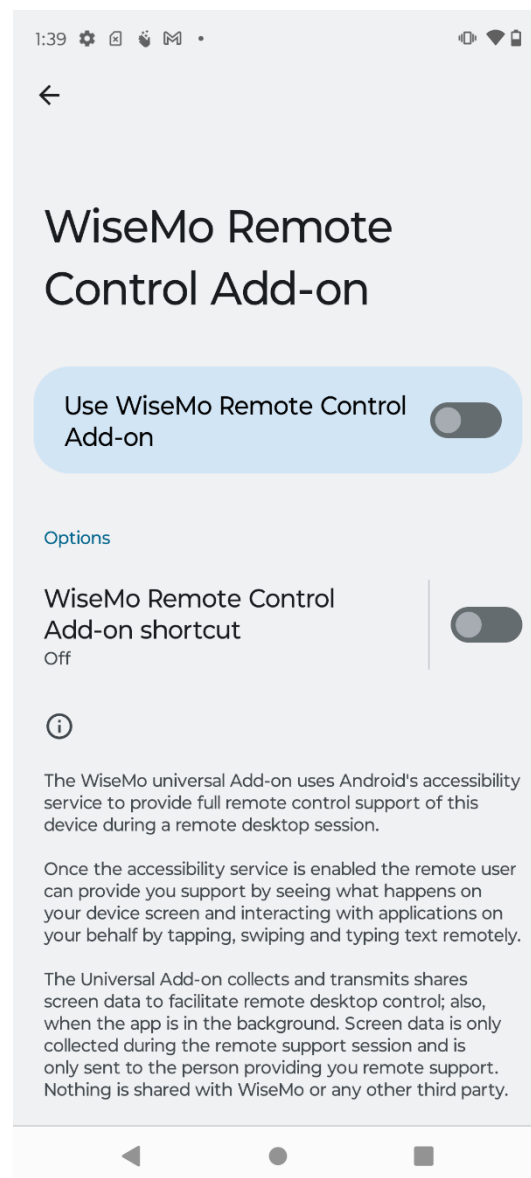 1:39
WiseMo Remote
Control Add-on
Use WiseMo Remote Control
Add-on
Options
WiseMo Remote Control
Add-on shortcut
Off
The WiseMo universal Add-on uses Android's accessibility
service to provide full remote control support of this
device during a remote desktop session.
Once the accessibility service is enabled the remote user
can provide you support by seeing what happens on
your device screen and interacting with applications on
your behalf by tapping, swiping and typing text remotely.
The Universal Add-on collects and transmits shares
screen data to facilitate remote desktop control; also,
when the app is in the background. Screen data is only
collected during the remote support session and is
only sent to the person providing you remote support.
Nothing is shared with WiseMo or any other third party.